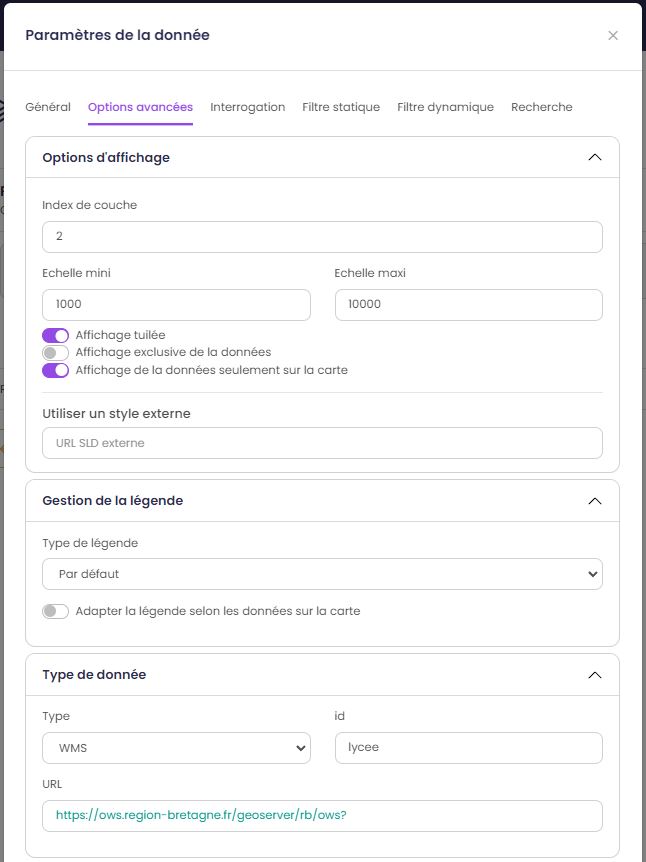 Paramètres de la donnée
Général Options avancées Interrogation Filtre statique Filtre dynamique Recherche
Options d'affichage
Index de couche
2
Echelle mini Echelle maxi
1000 10000
Affichage tuilée
Affichage exclusive de la données
Affichage de la données seulement sur la carte
Utiliser un style externe
URL SLD externe
Gestion de la légende
Type de légende
Par défaut
Adapter la légende selon les données sur la carte
Type de donnée
Type id
WMS lycee
URL
https://ows.region-bretagne.fr/geoserver/rb/ows?